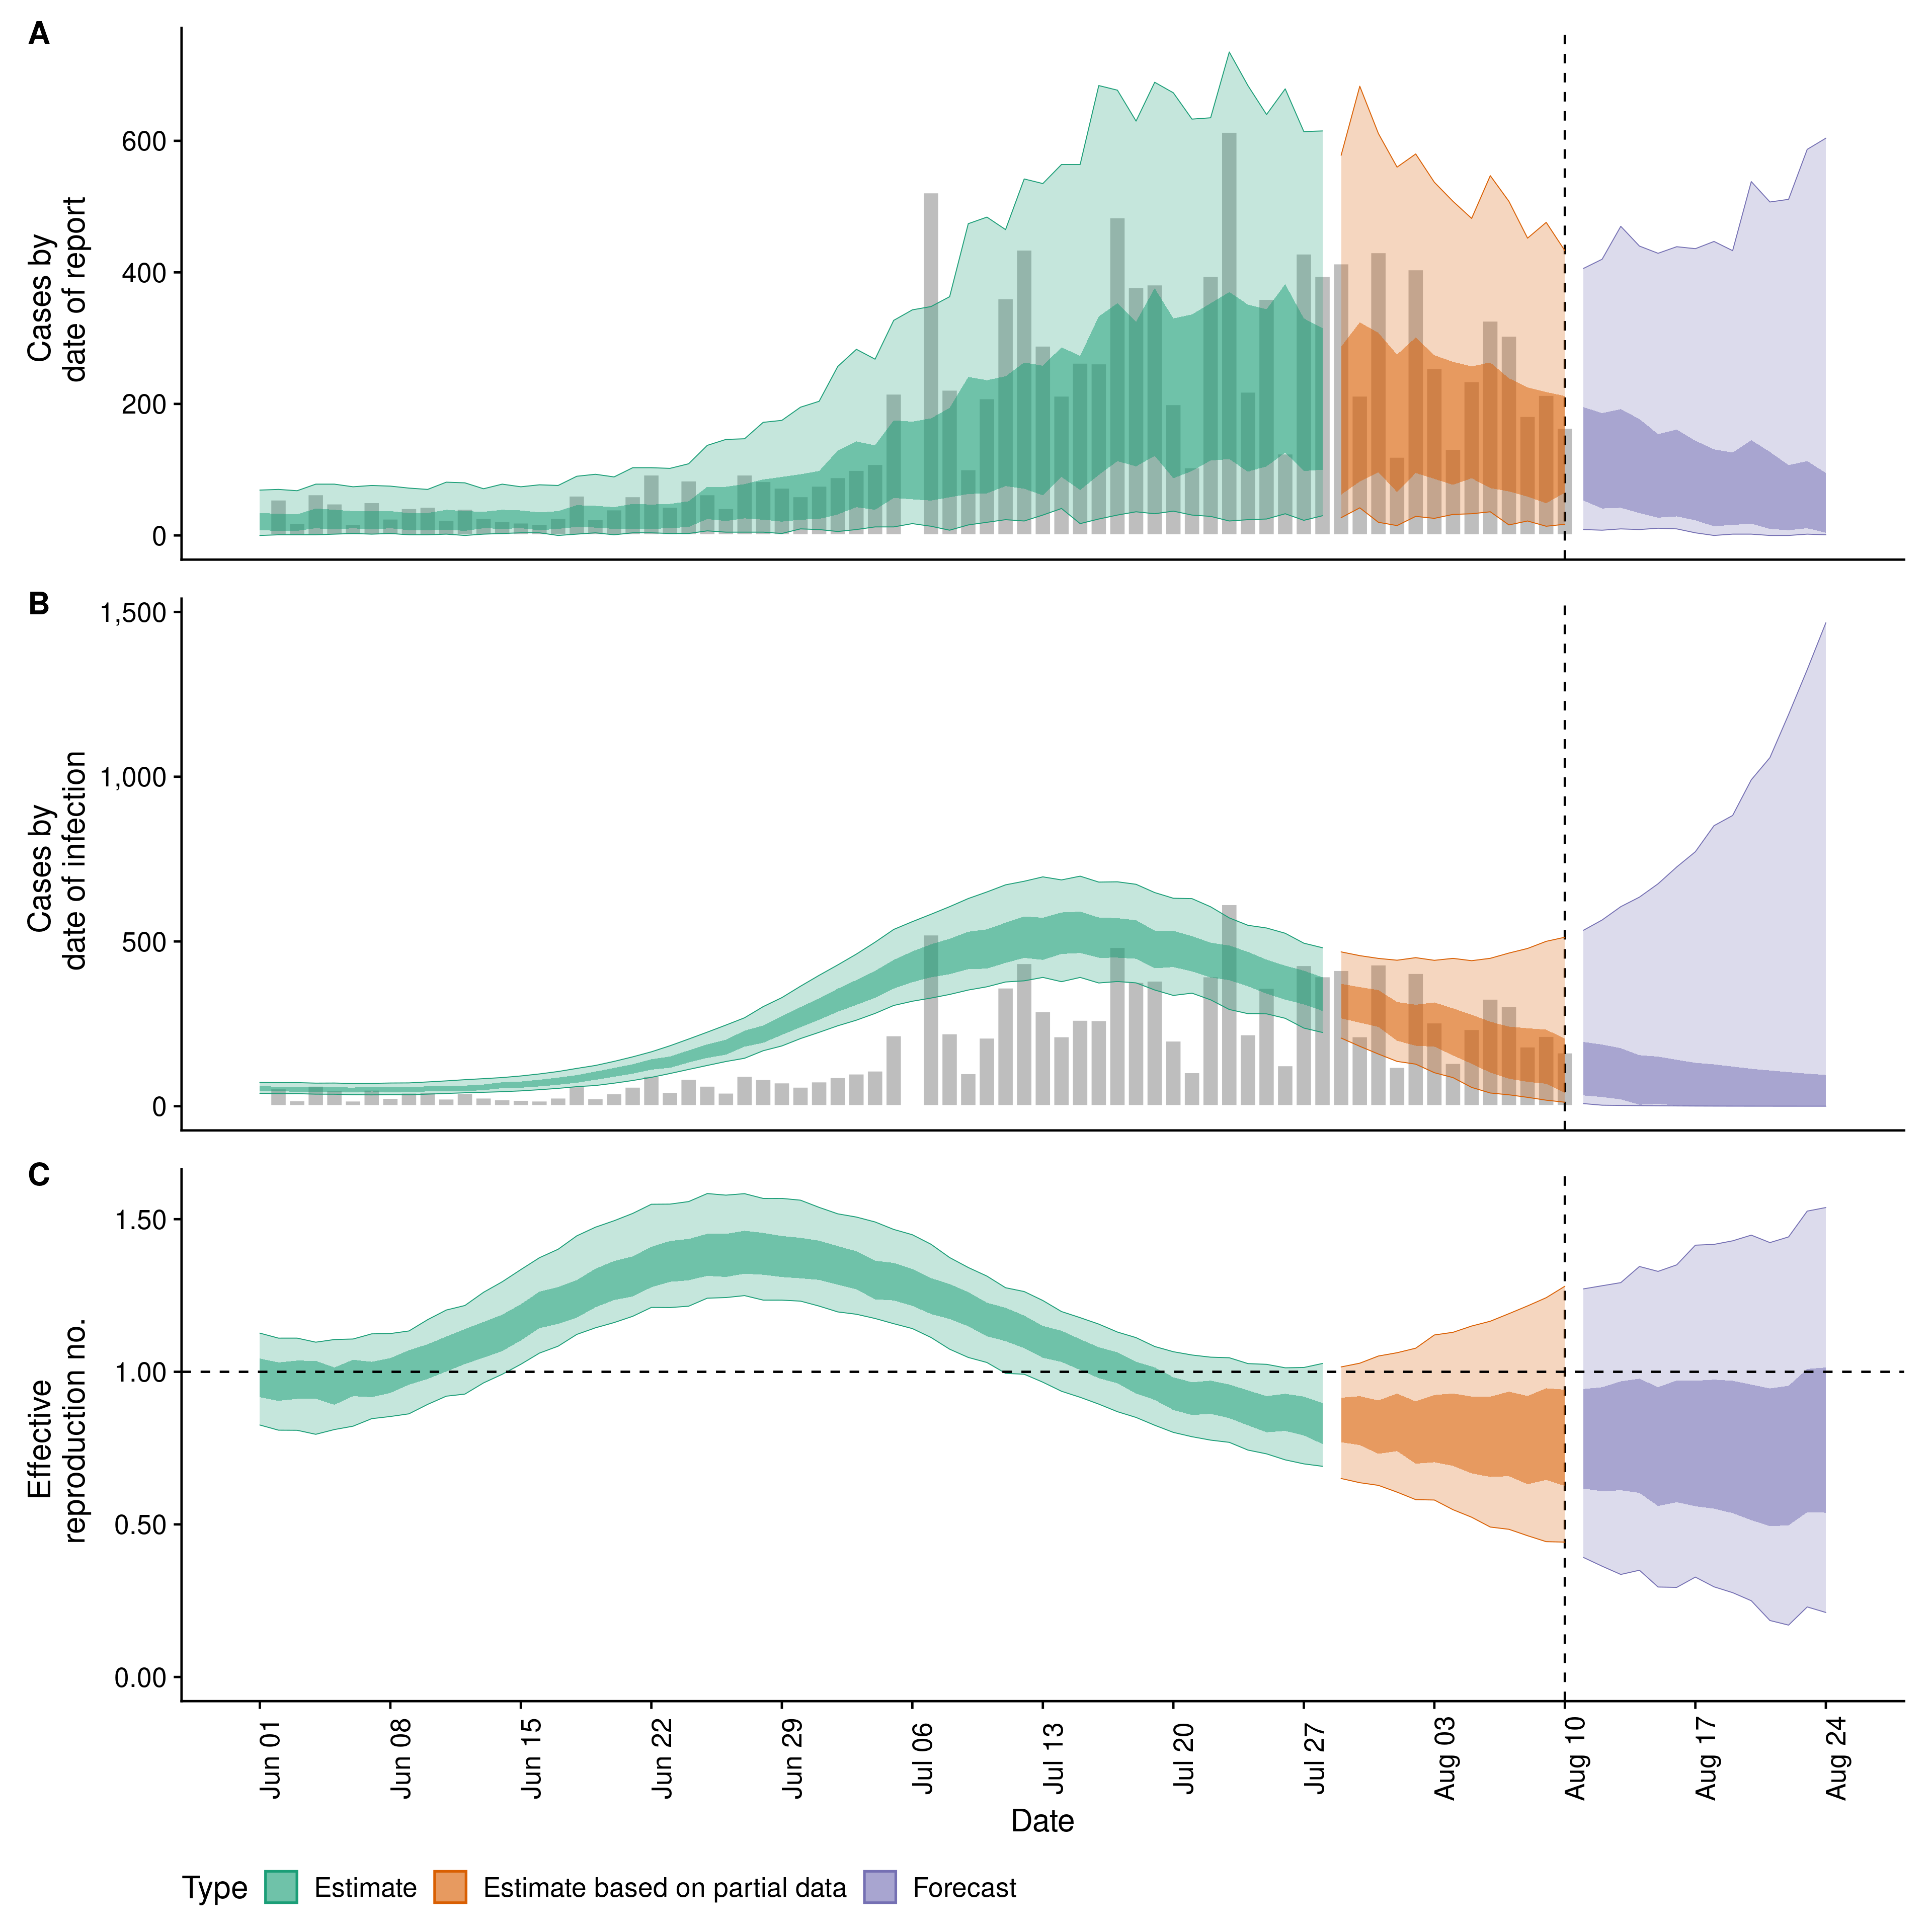 A
Cases by
date of report
600
400
200
0
B
Cases by
date of infection
1,500
1,000
500
0
C
Effective
reproduction no.
1.50
1.00
0.50
0.00
Jun 01
Jun 08
Jun 15
Jun 22
Jun 29
Jul 06
Jul 13
Jul 20
Jul 27
Aug 03
Aug 10
Aug 17
Aug 24
Date
Type Estimate Estimate based on partial data Forecast